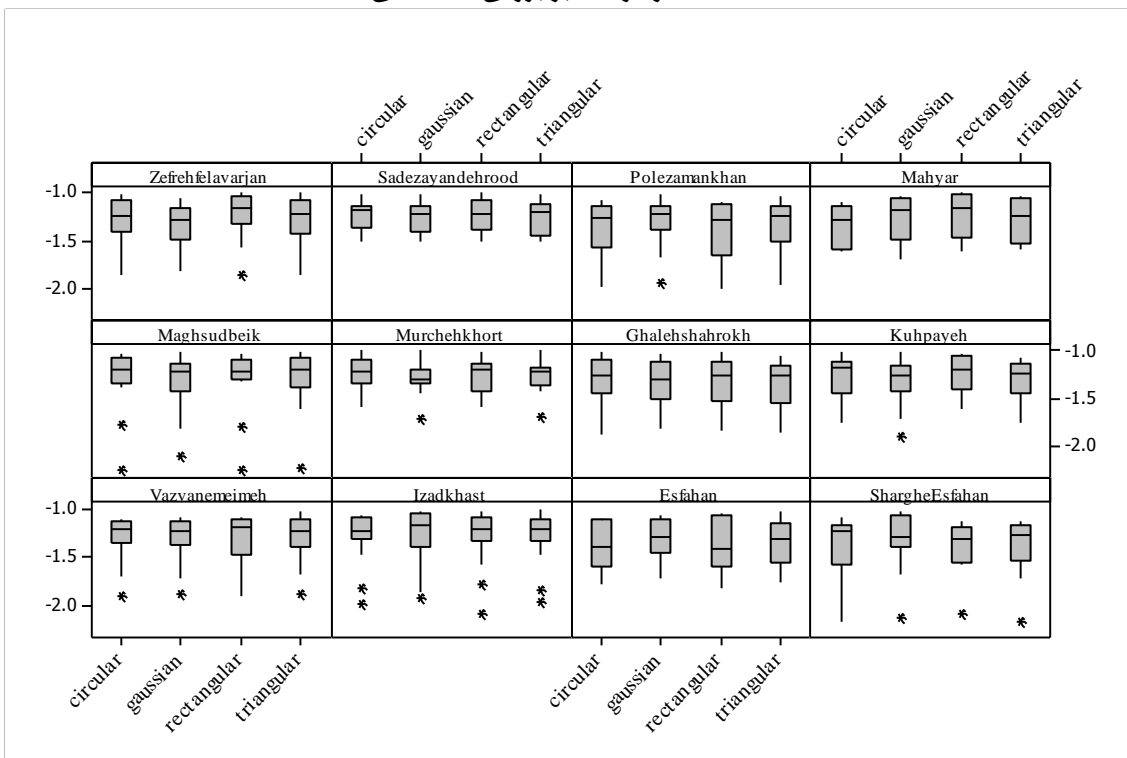 circular gaussian rectangular triangular circular gaussian rectangular triangular
Zefrehfelavarjan Sadezayandehrood Polezamankhan Mahyar
-1.0
-1.5
-2.0
Maghsudbeik Murchehkhort Ghalehshahrokh Kuhpayeh
-1.0
-1.5
-2.0
Vazvanemeimeh Izadkhast Esfahan ShargheEsfahan
-1.0
-1.5
-2.0
circular gaussian rectangular triangular circular gaussian rectangular triangular